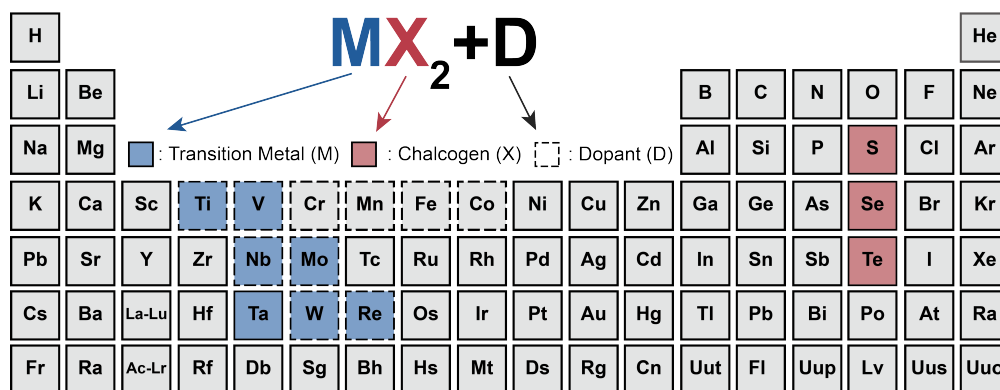 MX2+D
H He
Li Be B C N O F Ne
: Transition Metal (M) : Chalcogen (X) : Dopant (D)
Na Mg Al Si P S Cl Ar
K Ca Sc Ti V Cr Mn Fe Co Ni Cu Zn Ga Ge As Se Br Kr
Pb Sr Y Zr Nb Mo Tc Ru Rh Pd Ag Cd In Sn Sb Te I Xe
Cs Ba La-Lu Hf Ta W Re Os Ir Pt Au Hg Tl Pb Bi Po At Ra
Fr Ra Ac-Lr Rf Db Sg Bh Hs Mt Ds Rg Cn Uut Fl Uup Lv Uus Uuo